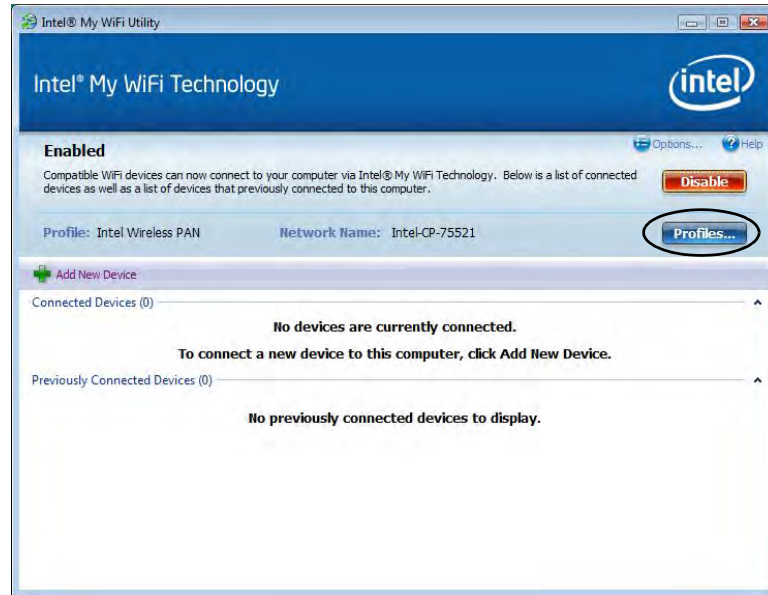 Intel® My WiFi Utility
Intel® My WiFi Technology
intel
Enabled
Options...
Help
Compatible WiFi devices can now connect to your computer via Intel® My WiFi Technology. Below is a list of connected
devices as well as a list of devices that previously connected to this computer.
Disable
Profile: Intel Wireless PAN
Network Name: Intel-CP-75521
Profiles...
Add New Device
Connected Devices (0)
No devices are currently connected.
To connect a new device to this computer, click Add New Device.
Previously Connected Devices (0)
No previously connected devices to display.